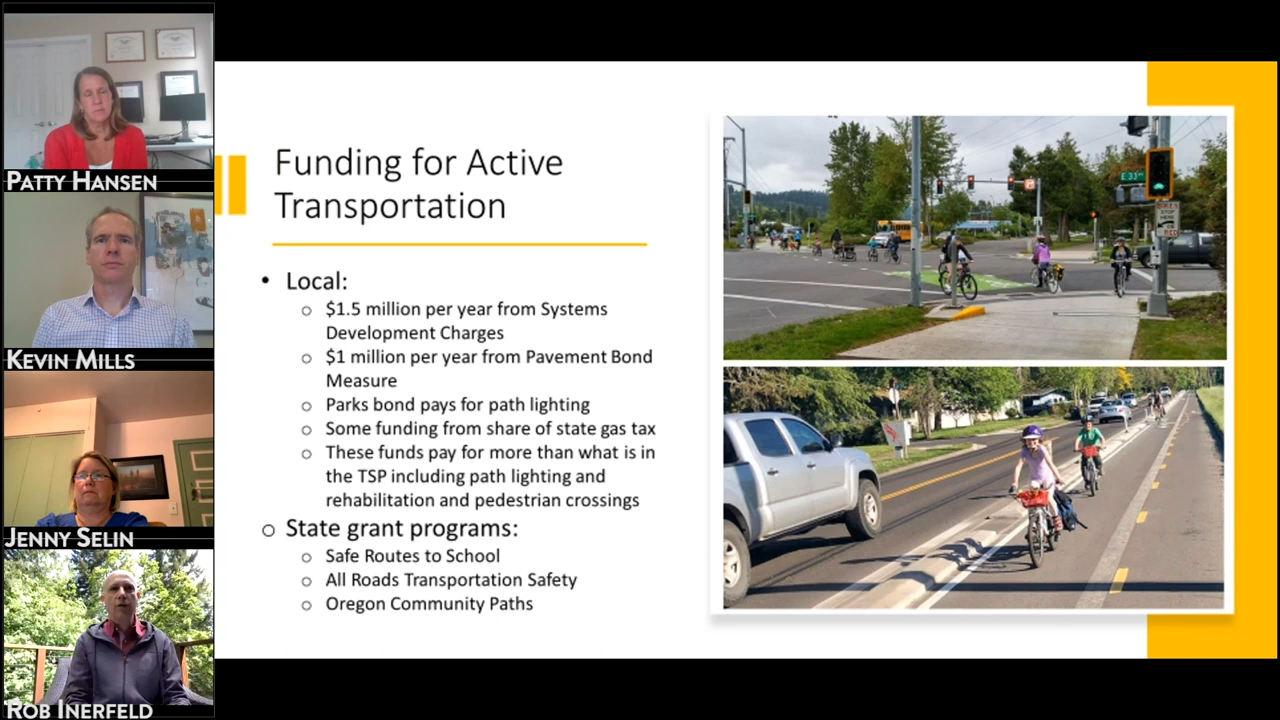 PATTY HANSEN
KEVIN MILLS
JENNY SELIN
ROB INERFELD
Funding for Active
Transportation
• Local:
o $1.5 million per year from Systems
Development Charges
o $1 million per year from Pavement Bond
Measure
o Parks bond pays for path lighting
o Some funding from share of state gas tax
o These funds pay for more than what is in
the TSP including path lighting and
rehabilitation and pedestrian crossings
o State grant programs:
o Safe Routes to School
o All Roads Transportation Safety
o Oregon Community Paths
E 33
STOP
HERE
RED